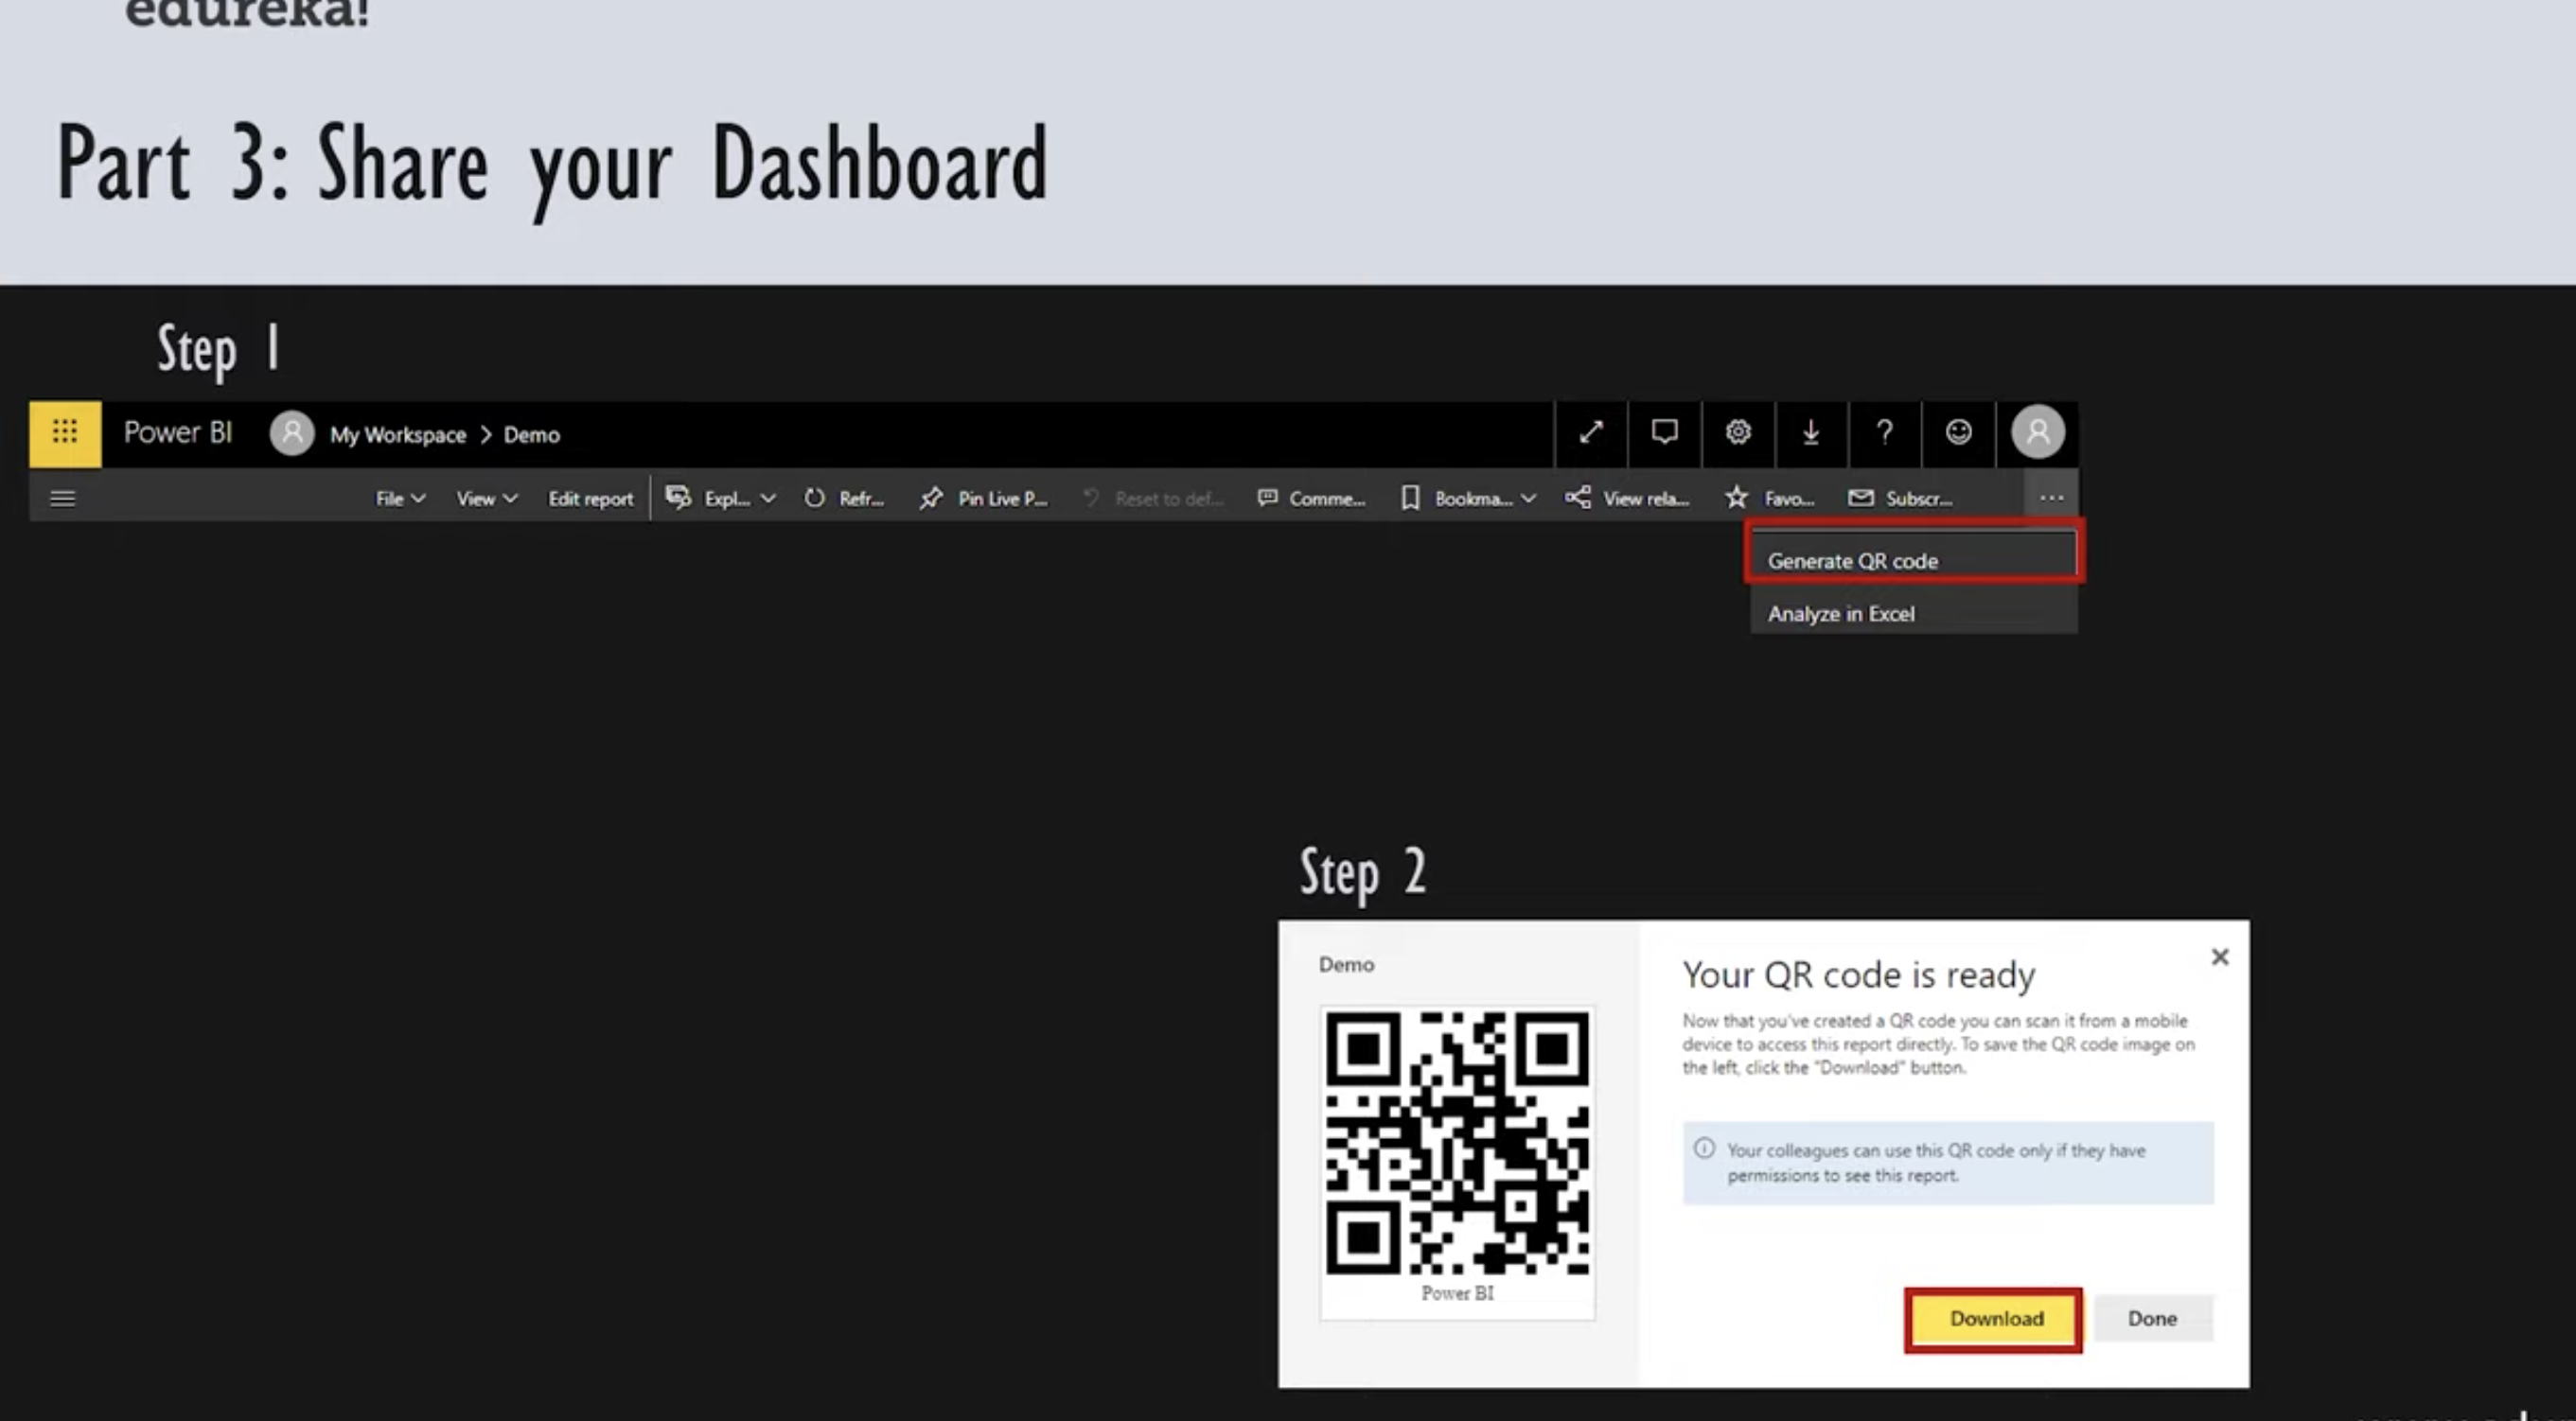 edureka!
Part 3: Share your Dashboard
Step 1
Power BI My Workspace > Demo ?
File View Edit report Expl... Refr... Pin Live P... Reset to def... Comme... Bookma... View rela... Favo... Subscr... ...
Generate QR code
Analyze in Excel
Step 2
Demo
Your QR code is ready
Now that you've created a QR code you can scan it from a mobile
device to access this report directly. To save the QR code image on
the left, click the "Download" button.
Your colleagues can use this QR code only if they have
permissions to see this report.
Power BI
Download Done